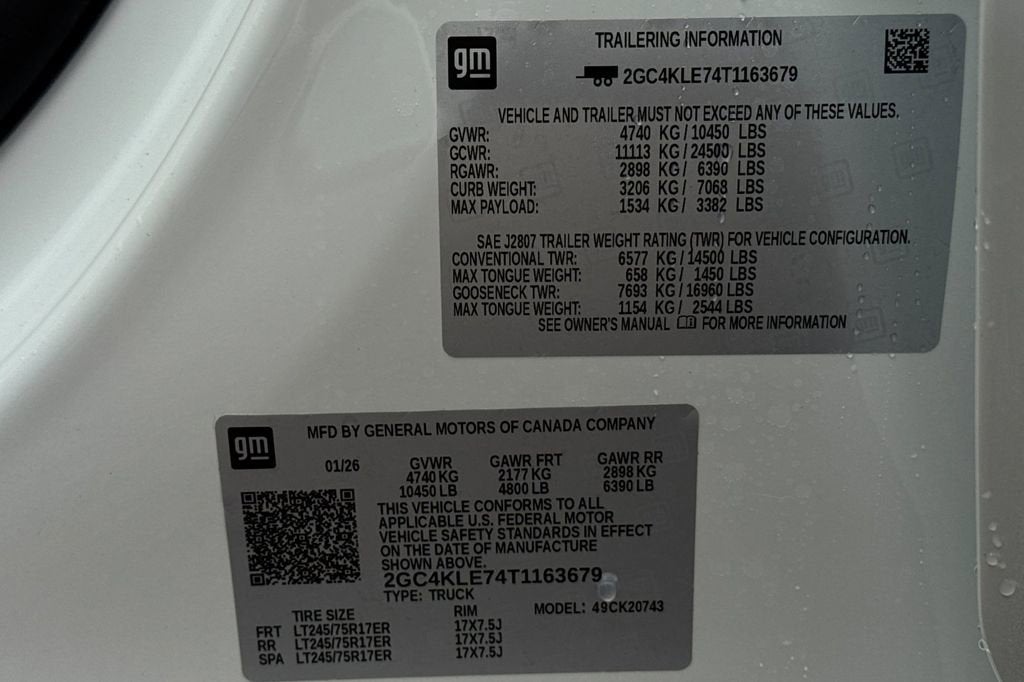 gm
TRAILERING INFORMATION
2GC4KLE74T1163679
VEHICLE AND TRAILER MUST NOT EXCEED ANY OF THESE VALUES.
GVWR: 4740 KG / 10450 LBS
GCWR: 11113 KG / 24500 LBS
RGAWR: 2898 KG / 6390 LBS
CURB WEIGHT: 3206 KG / 7068 LBS
MAX PAYLOAD: 1534 KG / 3382 LBS
SAE J2807 TRAILER WEIGHT RATING (TWR) FOR VEHICLE CONFIGURATION.
CONVENTIONAL TWR: 6577 KG / 14500 LBS
MAX TONGUE WEIGHT: 658 KG / 1450 LBS
GOOSENECK TWR: 7693 KG / 16960 LBS
MAX TONGUE WEIGHT: 1154 KG / 2544 LBS
SEE OWNER'S MANUAL FOR MORE INFORMATION
gm
MFD BY GENERAL MOTORS OF CANADA COMPANY
01/26 GVWR GAWR FRT GAWR RR
4740 KG 2177 KG 2898 KG
10450 LB 4800 LB 6390 LB
THIS VEHICLE CONFORMS TO ALL
APPLICABLE U.S. FEDERAL MOTOR
VEHICLE SAFETY STANDARDS IN EFFECT
ON THE DATE OF MANUFACTURE
SHOWN ABOVE.
2GC4KLE74T1163679
TYPE: TRUCK
TIRE SIZE RIM MODEL: 49CK20743
FRT LT245/75R17ER 17X7.5J
RR LT245/75R17ER 17X7.5J
SPA LT245/75R17ER 17X7.5J